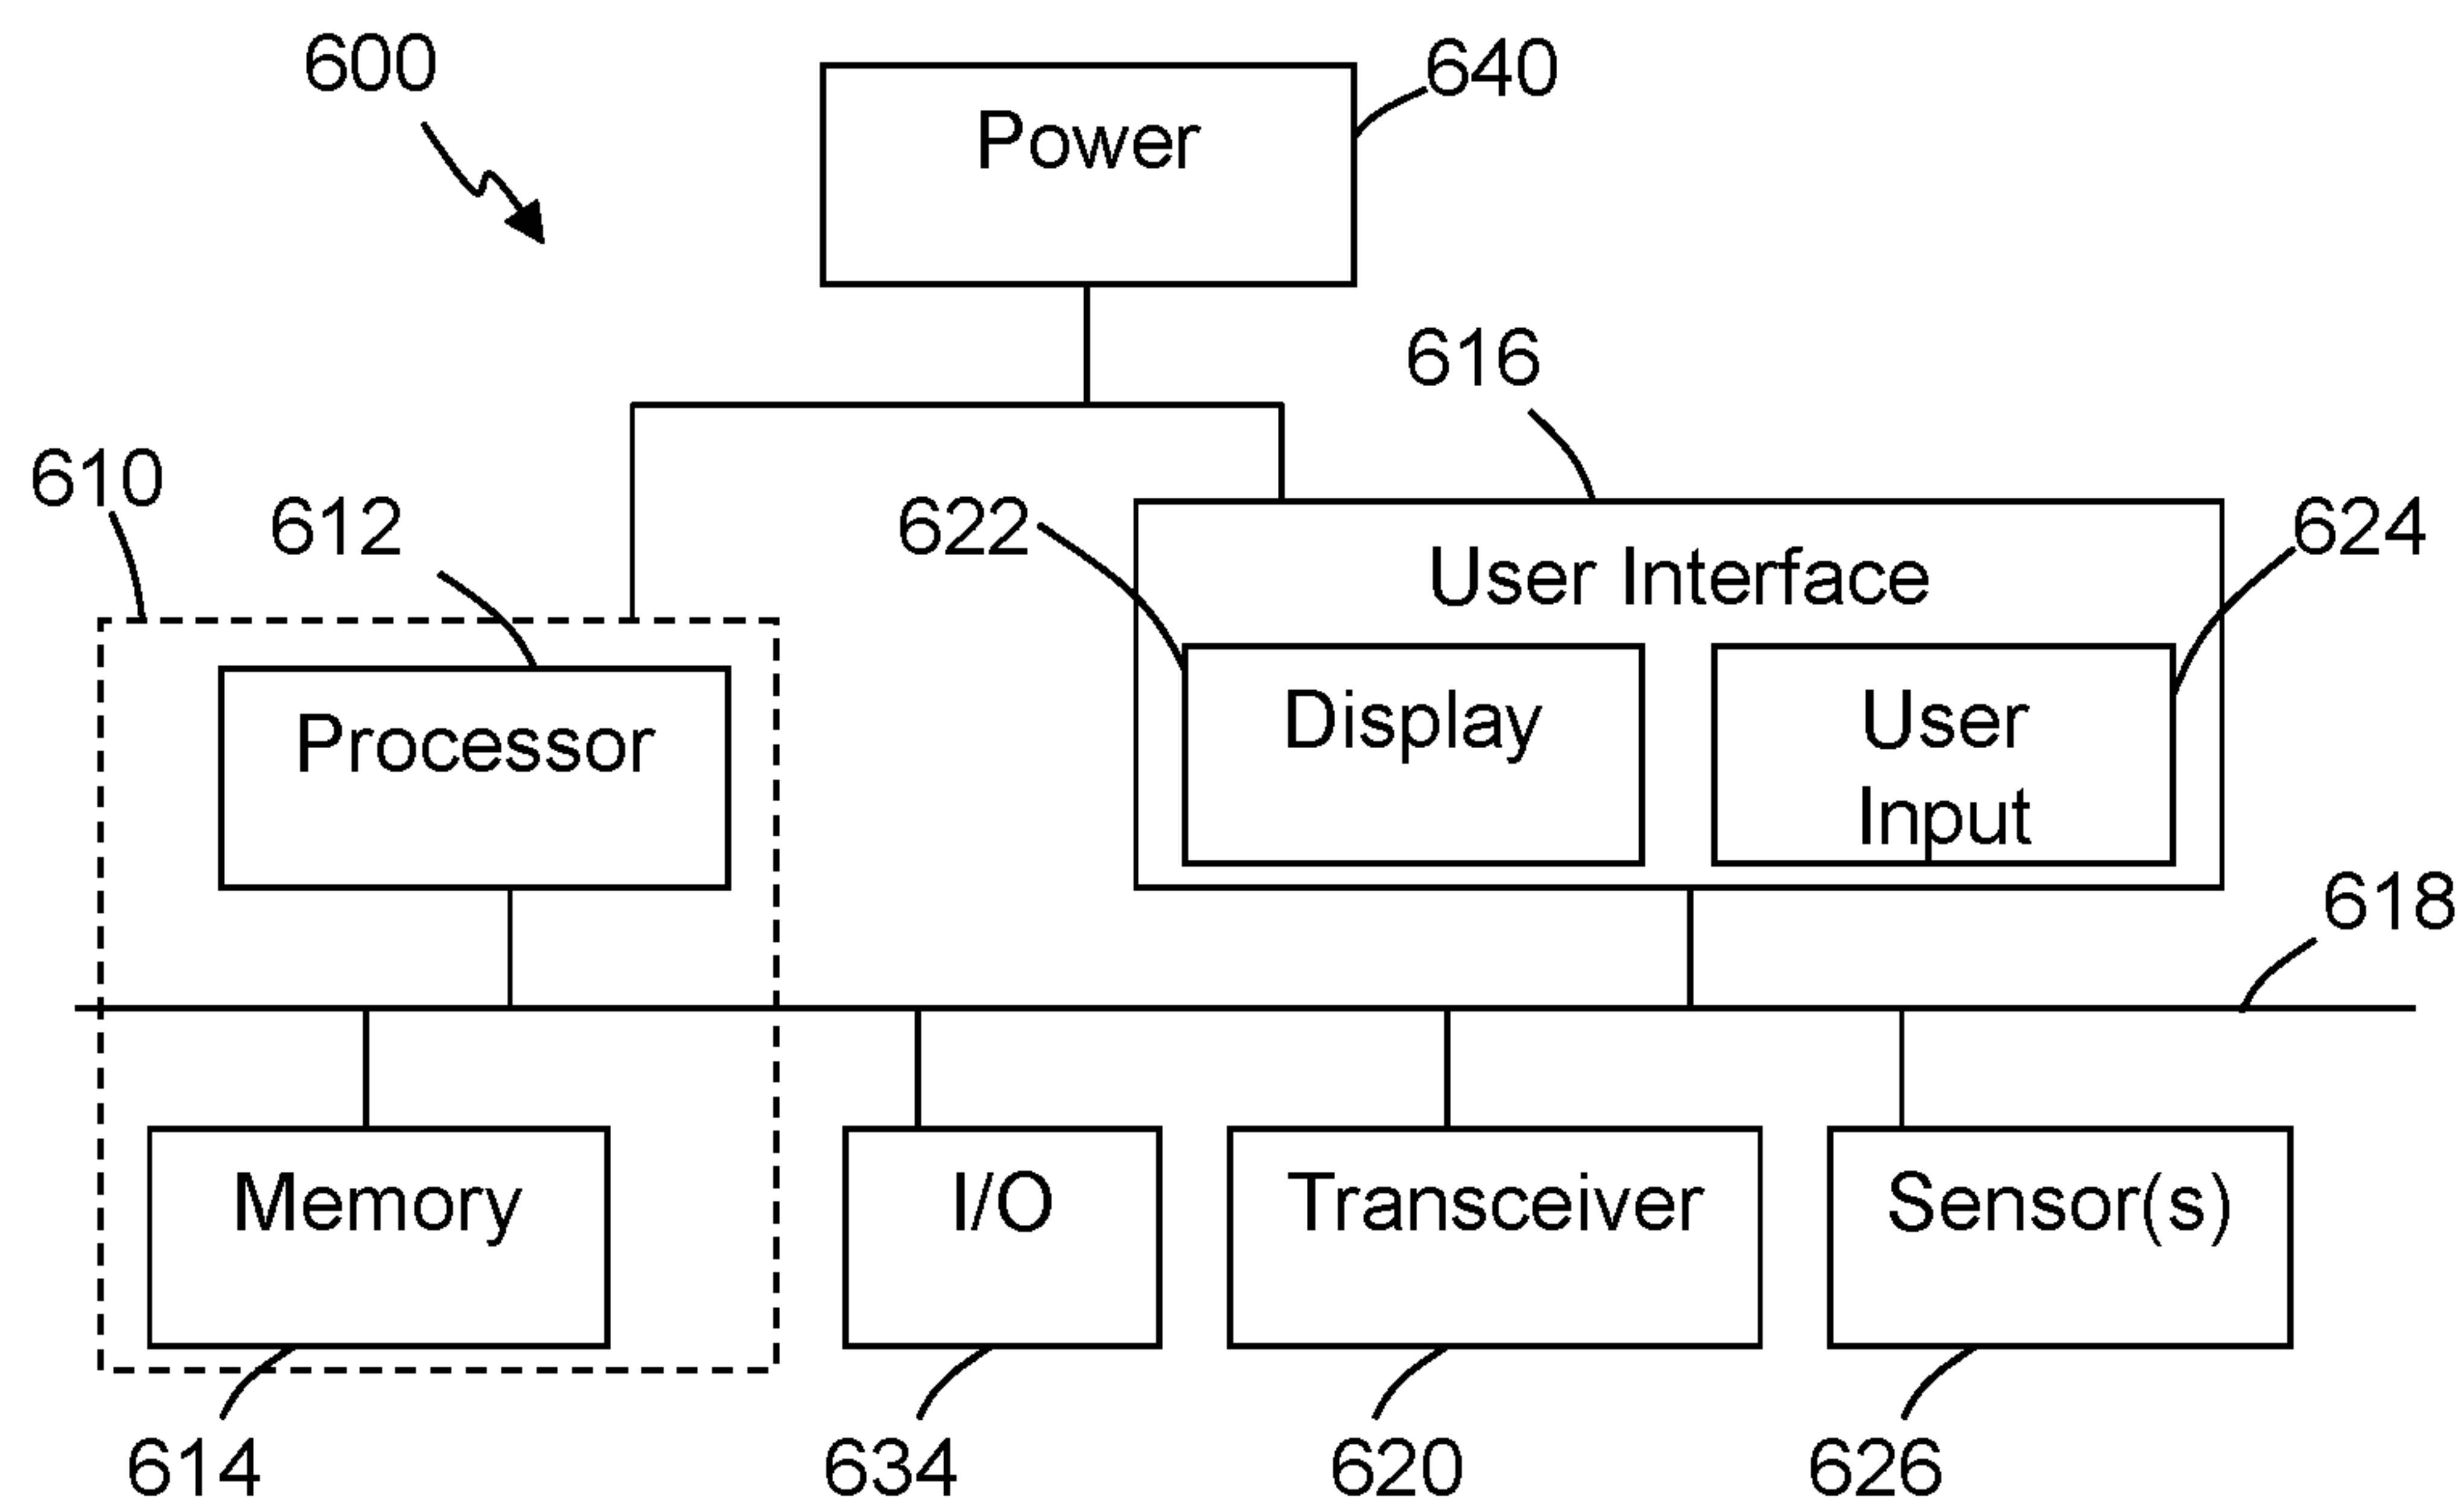 600
640
Power
616
610
612
622
624
User Interface
Processor
Display
User
Input
618
Memory
I/O
Transceiver
Sensor(s)
614
634
620
626